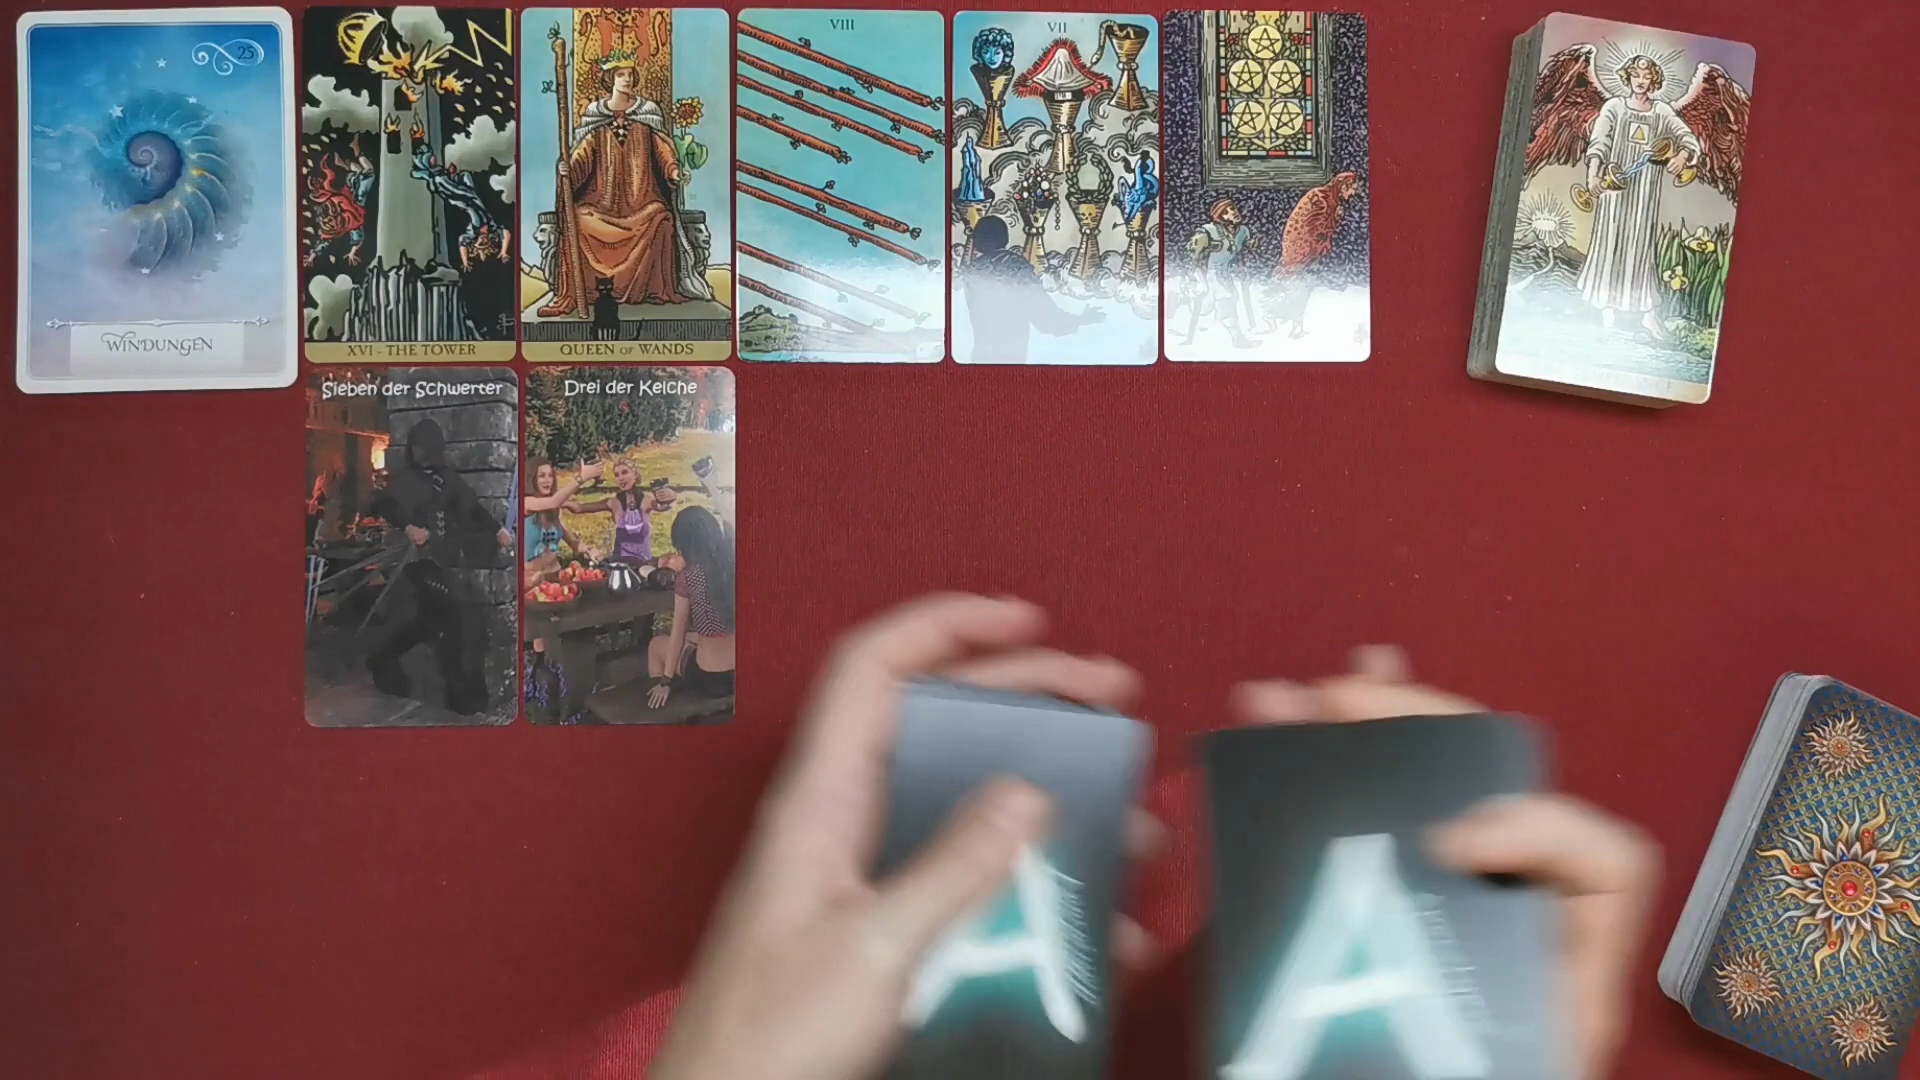 25
WINDUNGEN
XVI - THE TOWER
QUEEN OF WANDS
VIII
VII
V
Sieben der Schwerter
Drei der Kelche
A
A